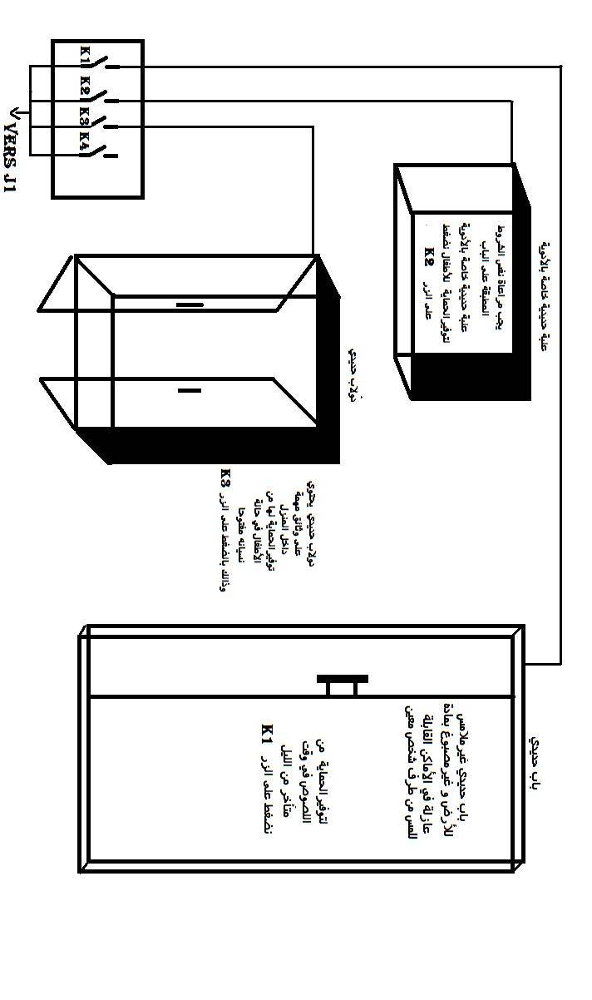 K1
K2
K3
K4
VERS J1
علبة حديدية خاصة بالأدوية
يجب مراعاة نفس الشروط
المطبقة على الباب
علبة حديدية خاصة بالأدوية
لتوفير الحماية للأطفال نضغط
على الزر K2
دولاب حديدي
دولاب حديدي يحتوي
على وثائق مهمة
داخل المنزل
توفير الحماية لها من
الأطفال في حالة
نسيانه مفتوحا
وذالك بالضغط على الزر K3
باب حديدي
باب حديدي غير ملامس
للأرض و غير مصبوغ بمادة
عازلة في الأماكن القابلة
للمس من طرف شخص معين
لتوفير الحماية من
اللصوص في وقت
متأخر من الليل
نضغط على الزر K1